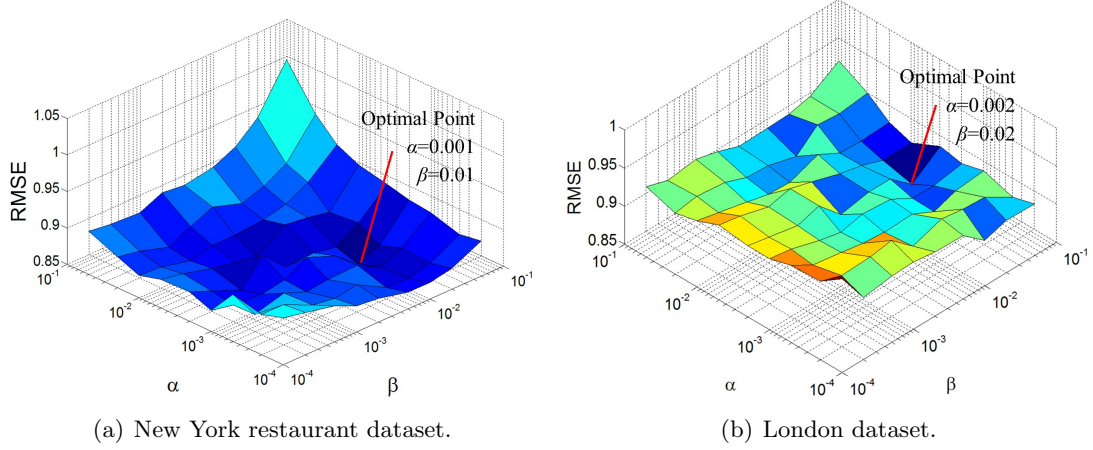 Optimal Point
α=0.001
β=0.01
1.05
1
0.95
0.9
0.85
RMSE
10⁻¹
10⁻²
10⁻³
10⁻⁴
α
10⁻⁴
10⁻³
10⁻²
10⁻¹
β
(a) New York restaurant dataset.
Optimal Point
α=0.002
β=0.02
1
0.95
0.9
0.85
RMSE
10⁻¹
10⁻²
10⁻³
10⁻⁴
α
10⁻⁴
10⁻³
10⁻²
10⁻¹
β
(b) London dataset.